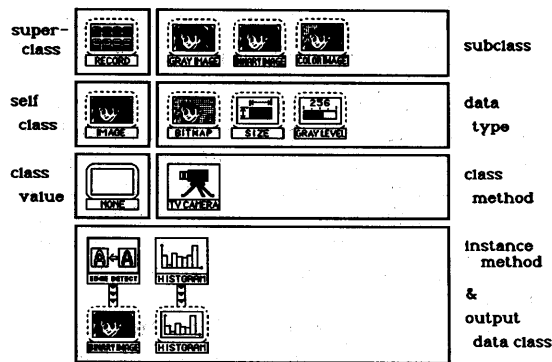 super-
class
RECORD
GRAY IMAGE
BINARY IMAGE
COLOR IMAGE
subclass
self
class
IMAGE
BITMAP
SIZE
256
GRAY LEVEL
data
type
class
value
NONE
TV CAMERA
class
method
A A
EDGE DETECT
HISTOGRAM
instance
method
&
output
data class
BINARY IMAGE
HISTOGRAM